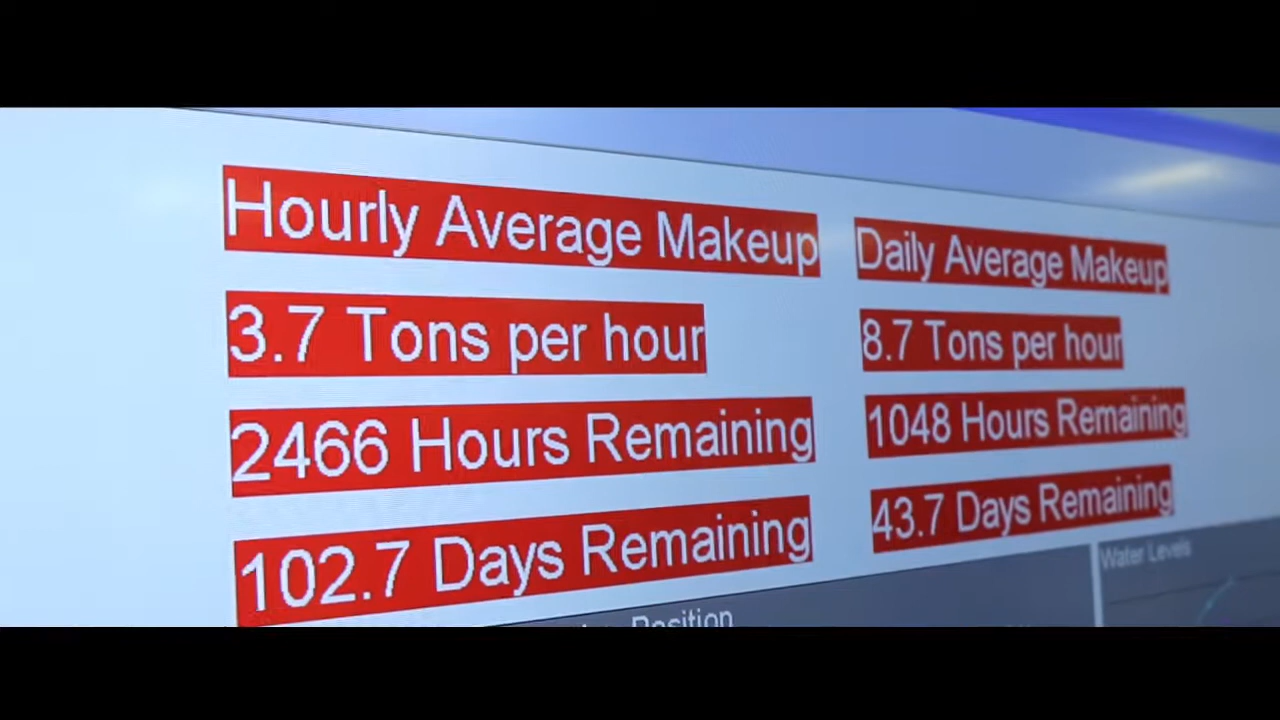 Hourly Average Makeup
3.7 Tons per hour
2466 Hours Remaining
102.7 Days Remaining
Daily Average Makeup
8.7 Tons per hour
1048 Hours Remaining
43.7 Days Remaining
Position
Water Levels